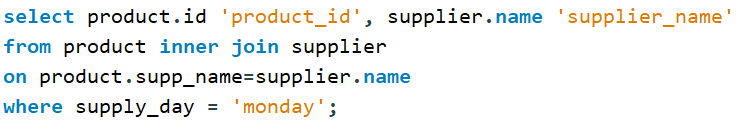 select product.id 'product_id', supplier.name 'supplier_name'
from product inner join supplier
on product.supp_name=supplier.name
where supply_day = 'monday';